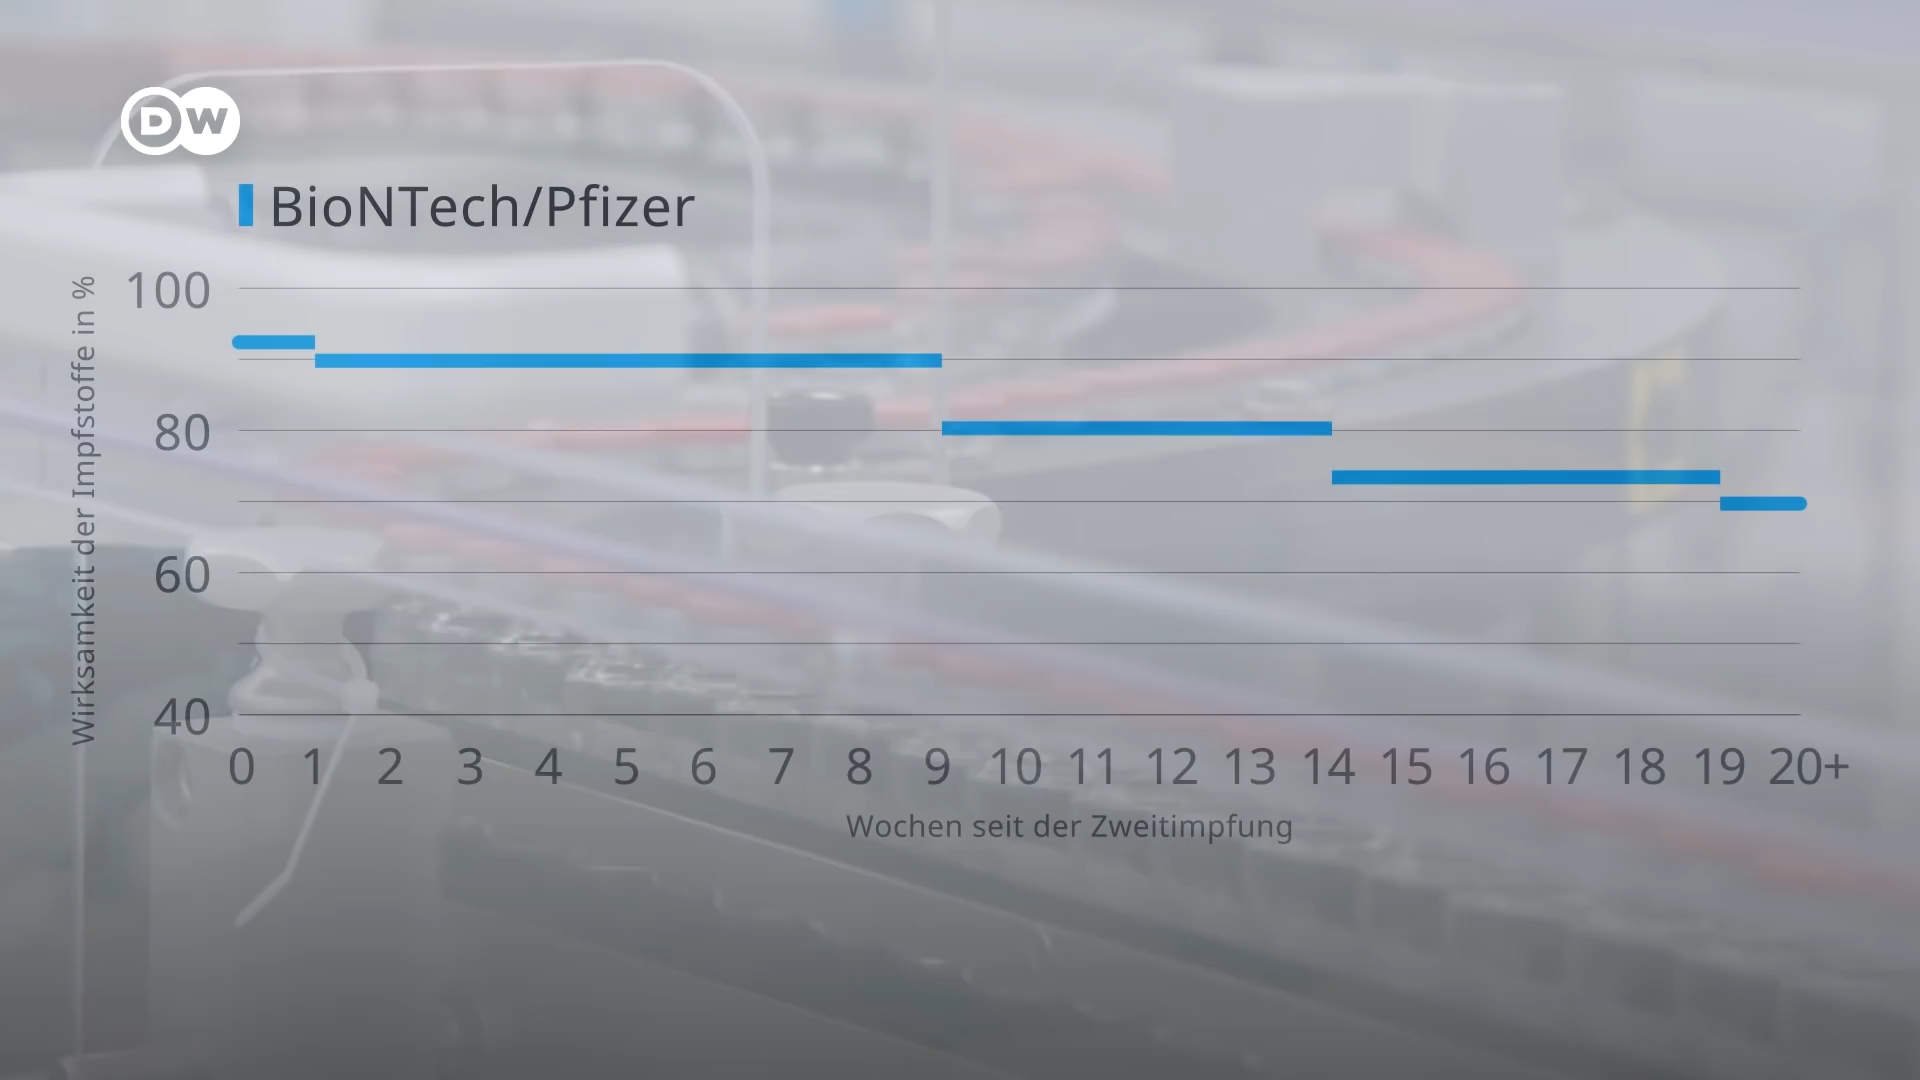 DW
BioNTech/Pfizer
Wirksamkeit der Impfstoffe in %
100
80
60
40
0 1 2 3 4 5 6 7 8 9 10 11 12 13 14 15 16 17 18 19 20+
Wochen seit der Zweitimpfung